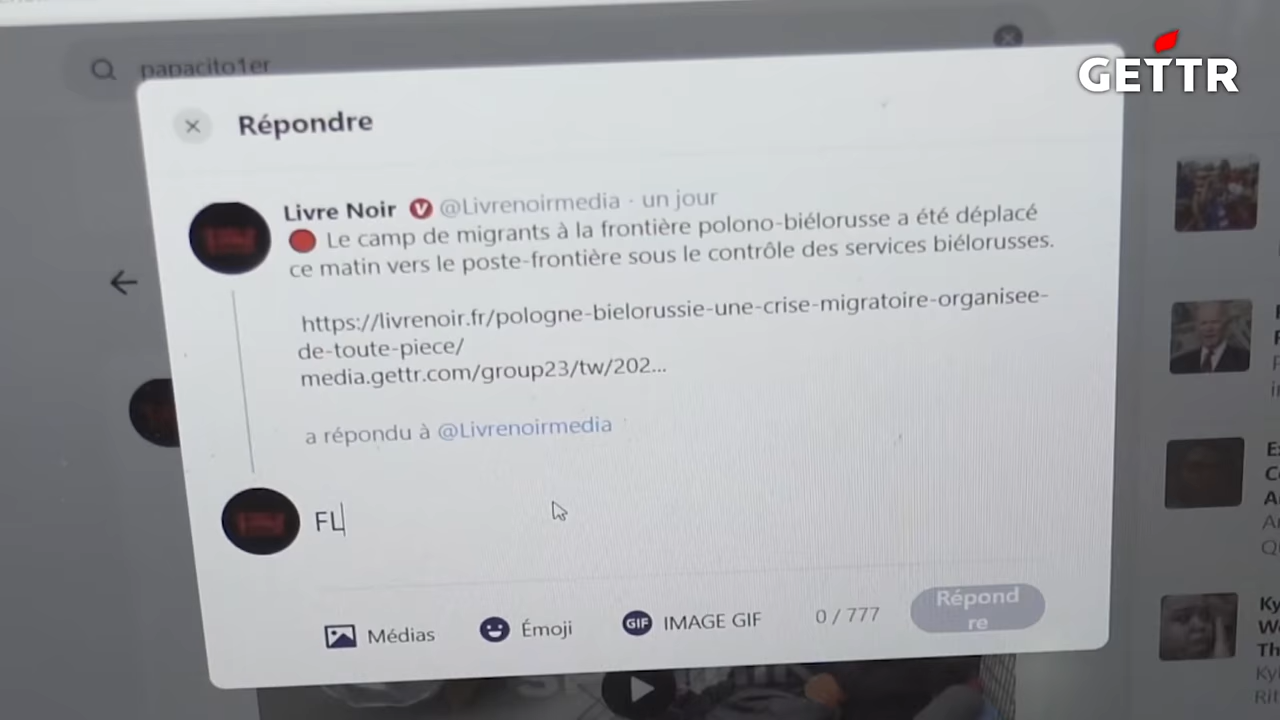 papacito1er
GETTR
Répondre
Livre Noir @Livrenoirmedia · un jour
Le camp de migrants à la frontière polono-biélorusse a été déplacé
ce matin vers le poste-frontière sous le contrôle des services biélorusses.
https://livrenoir.fr/pologne-bielorussie-une-crise-migratoire-organisee-
de-toute-piece/
media.gettr.com/group23/tw/202...
a répondu à @Livrenoirmedia
FL
Médias
Émoji
GIF IMAGE GIF
0 / 777
Répond
re